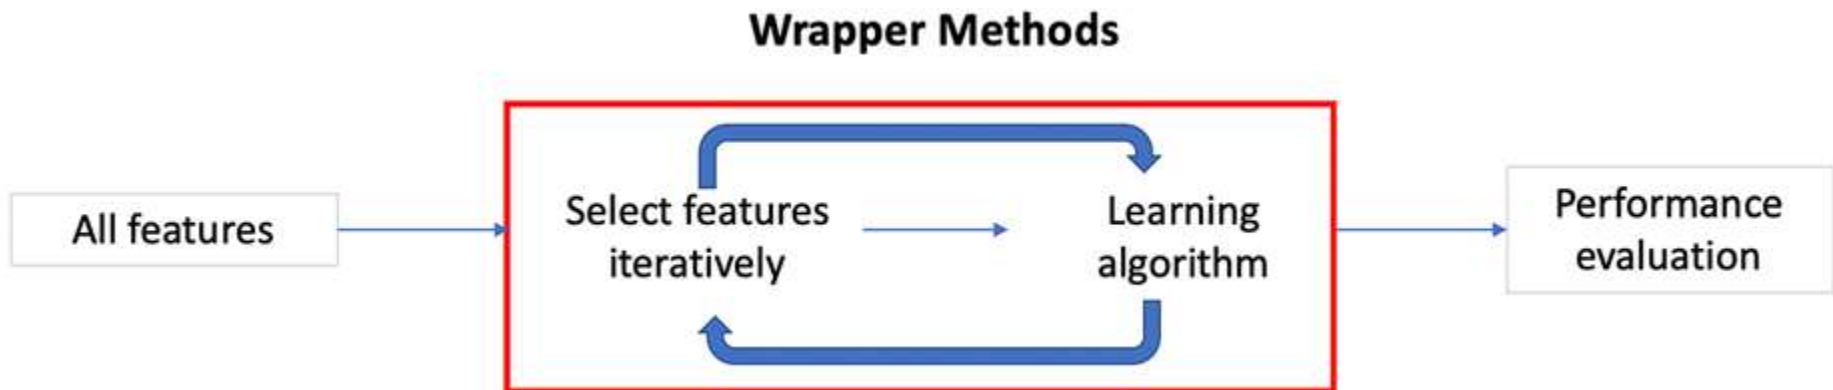 Wrapper Methods
All features
Select features
iteratively
Learning
algorithm
Performance
evaluation